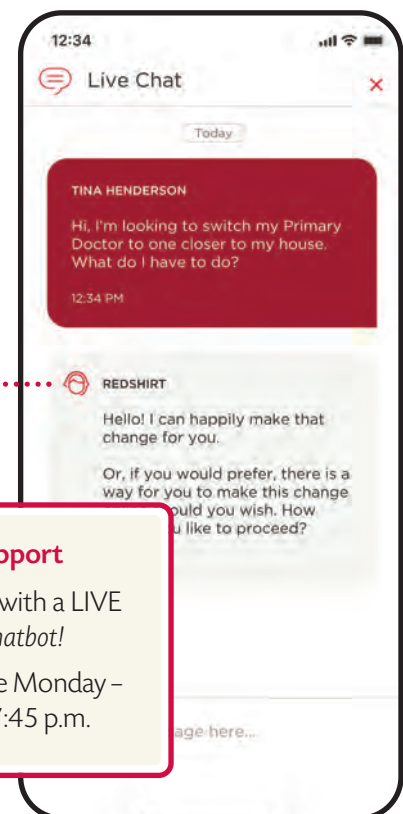 12:34
Live Chat
Today
TINA HENDERSON
Hi, I'm looking to switch my Primary
Doctor to one closer to my house.
What do I have to do?
12:34 PM
REDSHIRT
Hello! I can happily make that
change for you.
Or, if you would prefer, there is a
way for you to make this change
ould you wish. How
u like to proceed?
pport
with a LIVE
hatbot!
e Monday –
7:45 p.m.
age here...